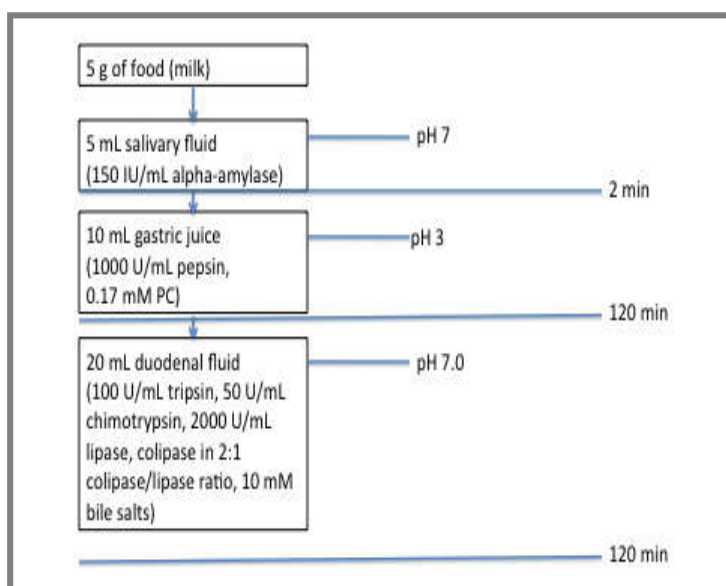 5 g of food (milk)
5 mL salivary fluid
(150 IU/mL alpha-amylase)
pH 7
2 min
10 mL gastric juice
(1000 U/mL pepsin,
0.17 mM PC)
pH 3
120 min
20 mL duodenal fluid
(100 U/mL tripsin, 50 U/mL
chimotrypsin, 2000 U/mL
lipase, colipase in 2:1
colipase/lipase ratio, 10 mM
bile salts)
pH 7.0
120 min